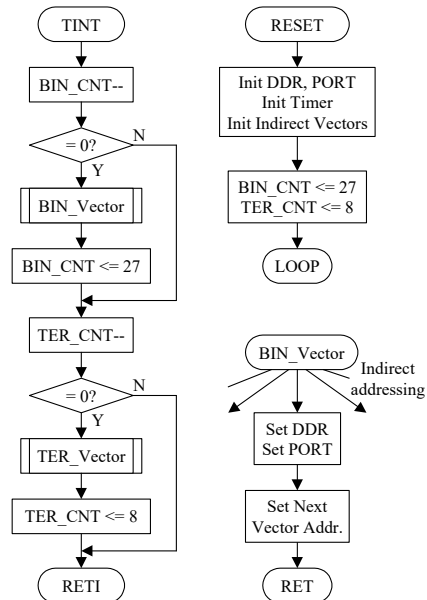 TINT
BIN_CNT--
= 0?
N
Y
BIN_Vector
BIN_CNT <= 27
TER_CNT--
= 0?
N
Y
TER_Vector
TER_CNT <= 8
RETI
RESET
Init DDR, PORT
Init Timer
Init Indirect Vectors
BIN_CNT <= 27
TER_CNT <= 8
LOOP
BIN_Vector
Indirect
addressing
Set DDR
Set PORT
Set Next
Vector Addr.
RET